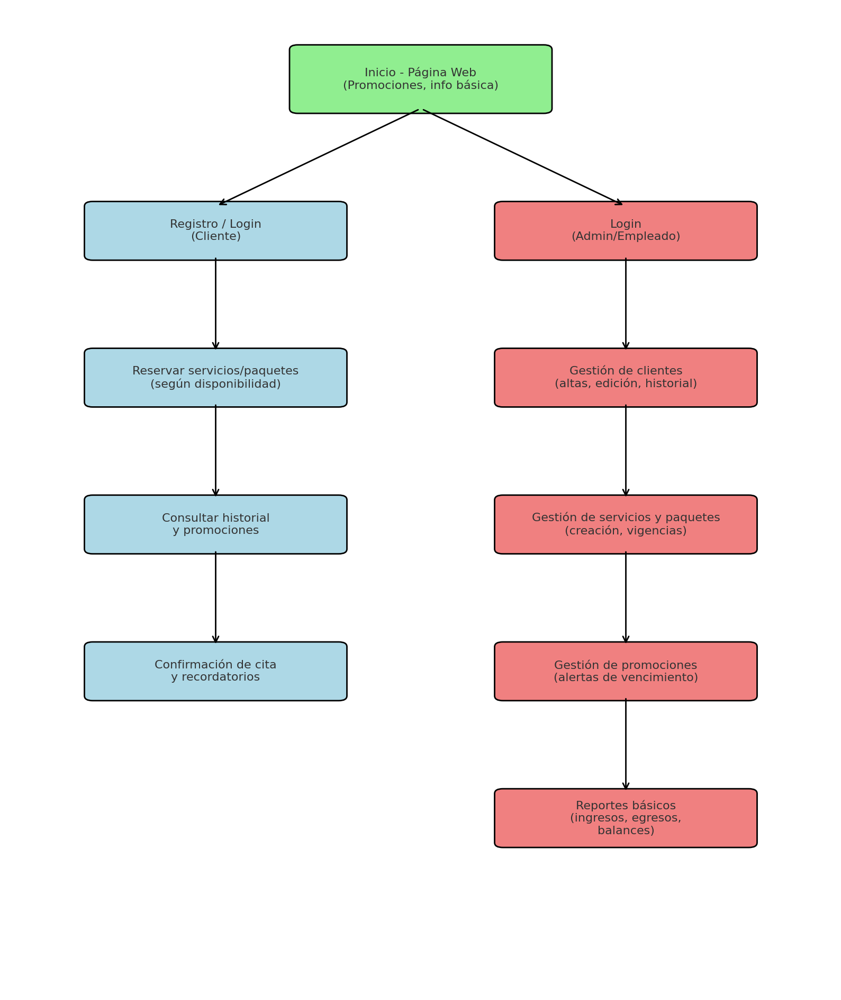 Inicio - Página Web
(Promociones, info básica)
Registro / Login
(Cliente)
Login
(Admin/Empleado)
Reservar servicios/paquetes
(según disponibilidad)
Gestión de clientes
(altas, edición, historial)
Consultar historial
y promociones
Gestión de servicios y paquetes
(creación, vigencias)
Confirmación de cita
y recordatorios
Gestión de promociones
(alertas de vencimiento)
Reportes básicos
(ingresos, egresos,
balances)